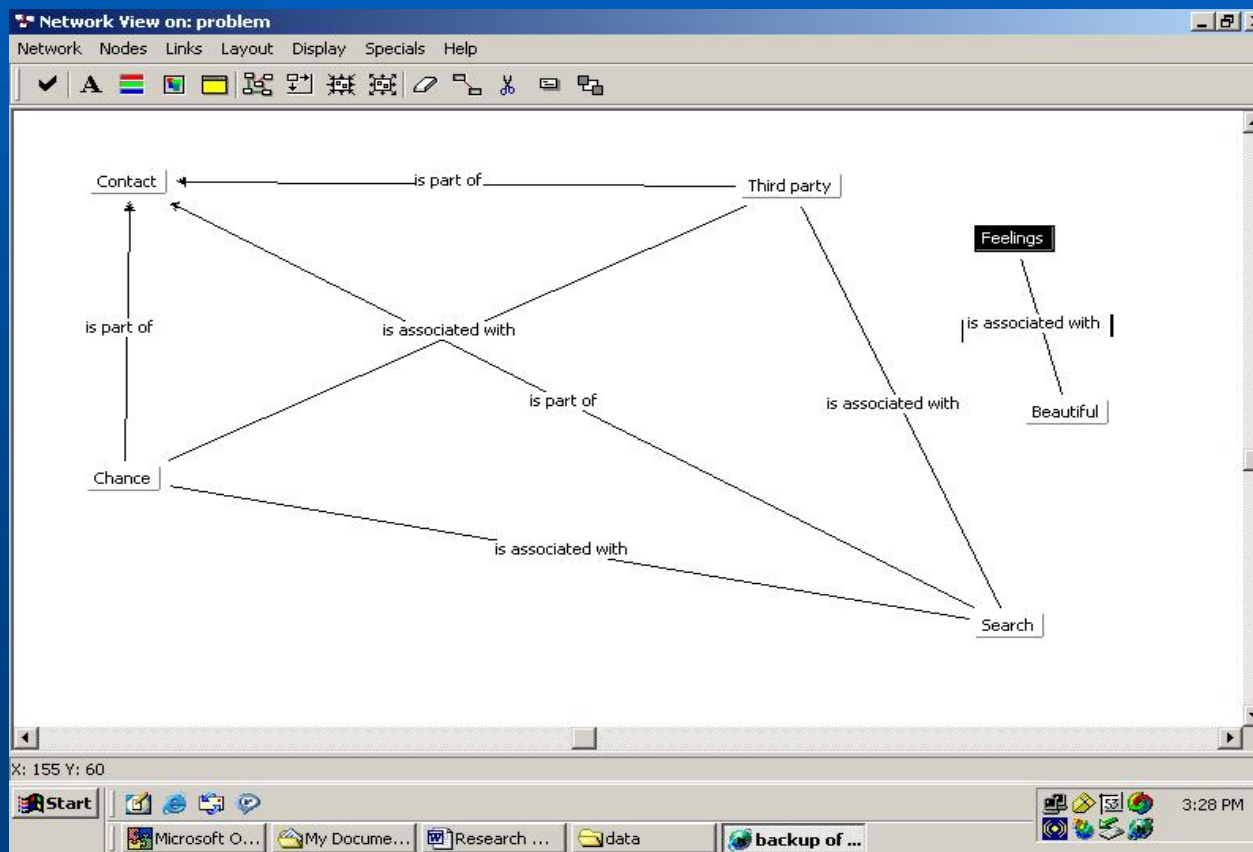 Network View on: problem
Network Nodes Links Layout Display Specials Help
A
Contact
is part of
Third party
Feelings
is part of
is associated with
is associated with
is part of
is associated with
Beautiful
Chance
is associated with
Search
X: 155 Y: 60
Start
3:28 PM
Microsoft O...
My Docume...
Research ...
data
backup of ...